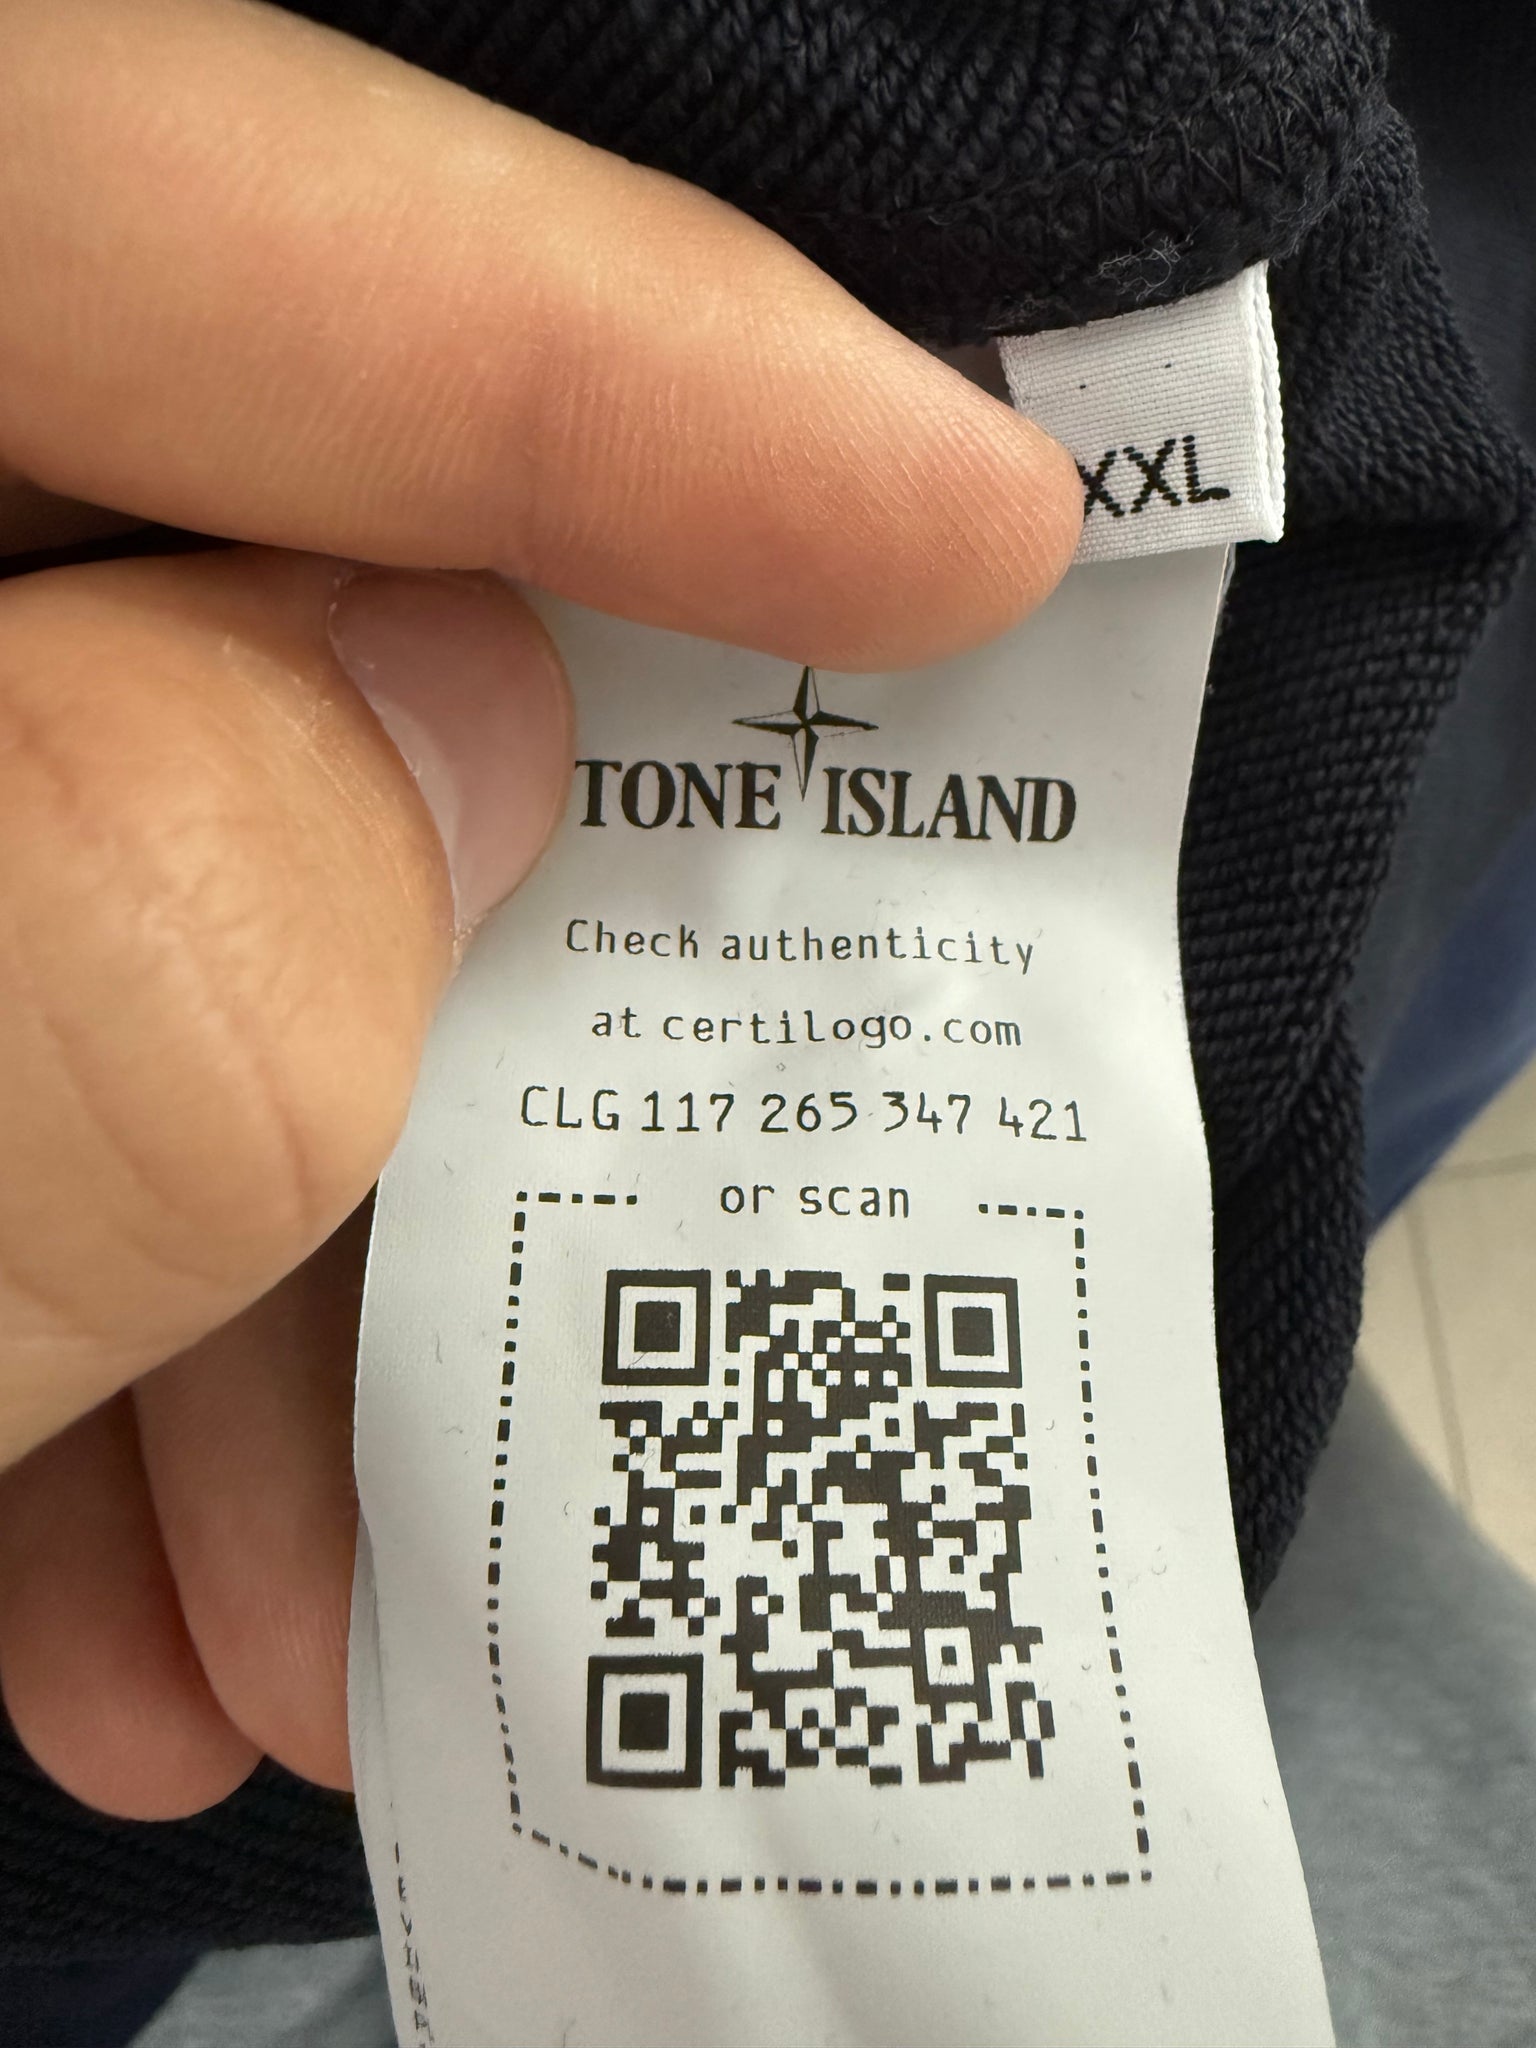 XXL
TONE ISLAND
Check authenticity
at certilogo.com
CLG 117 265 347 421
or scan